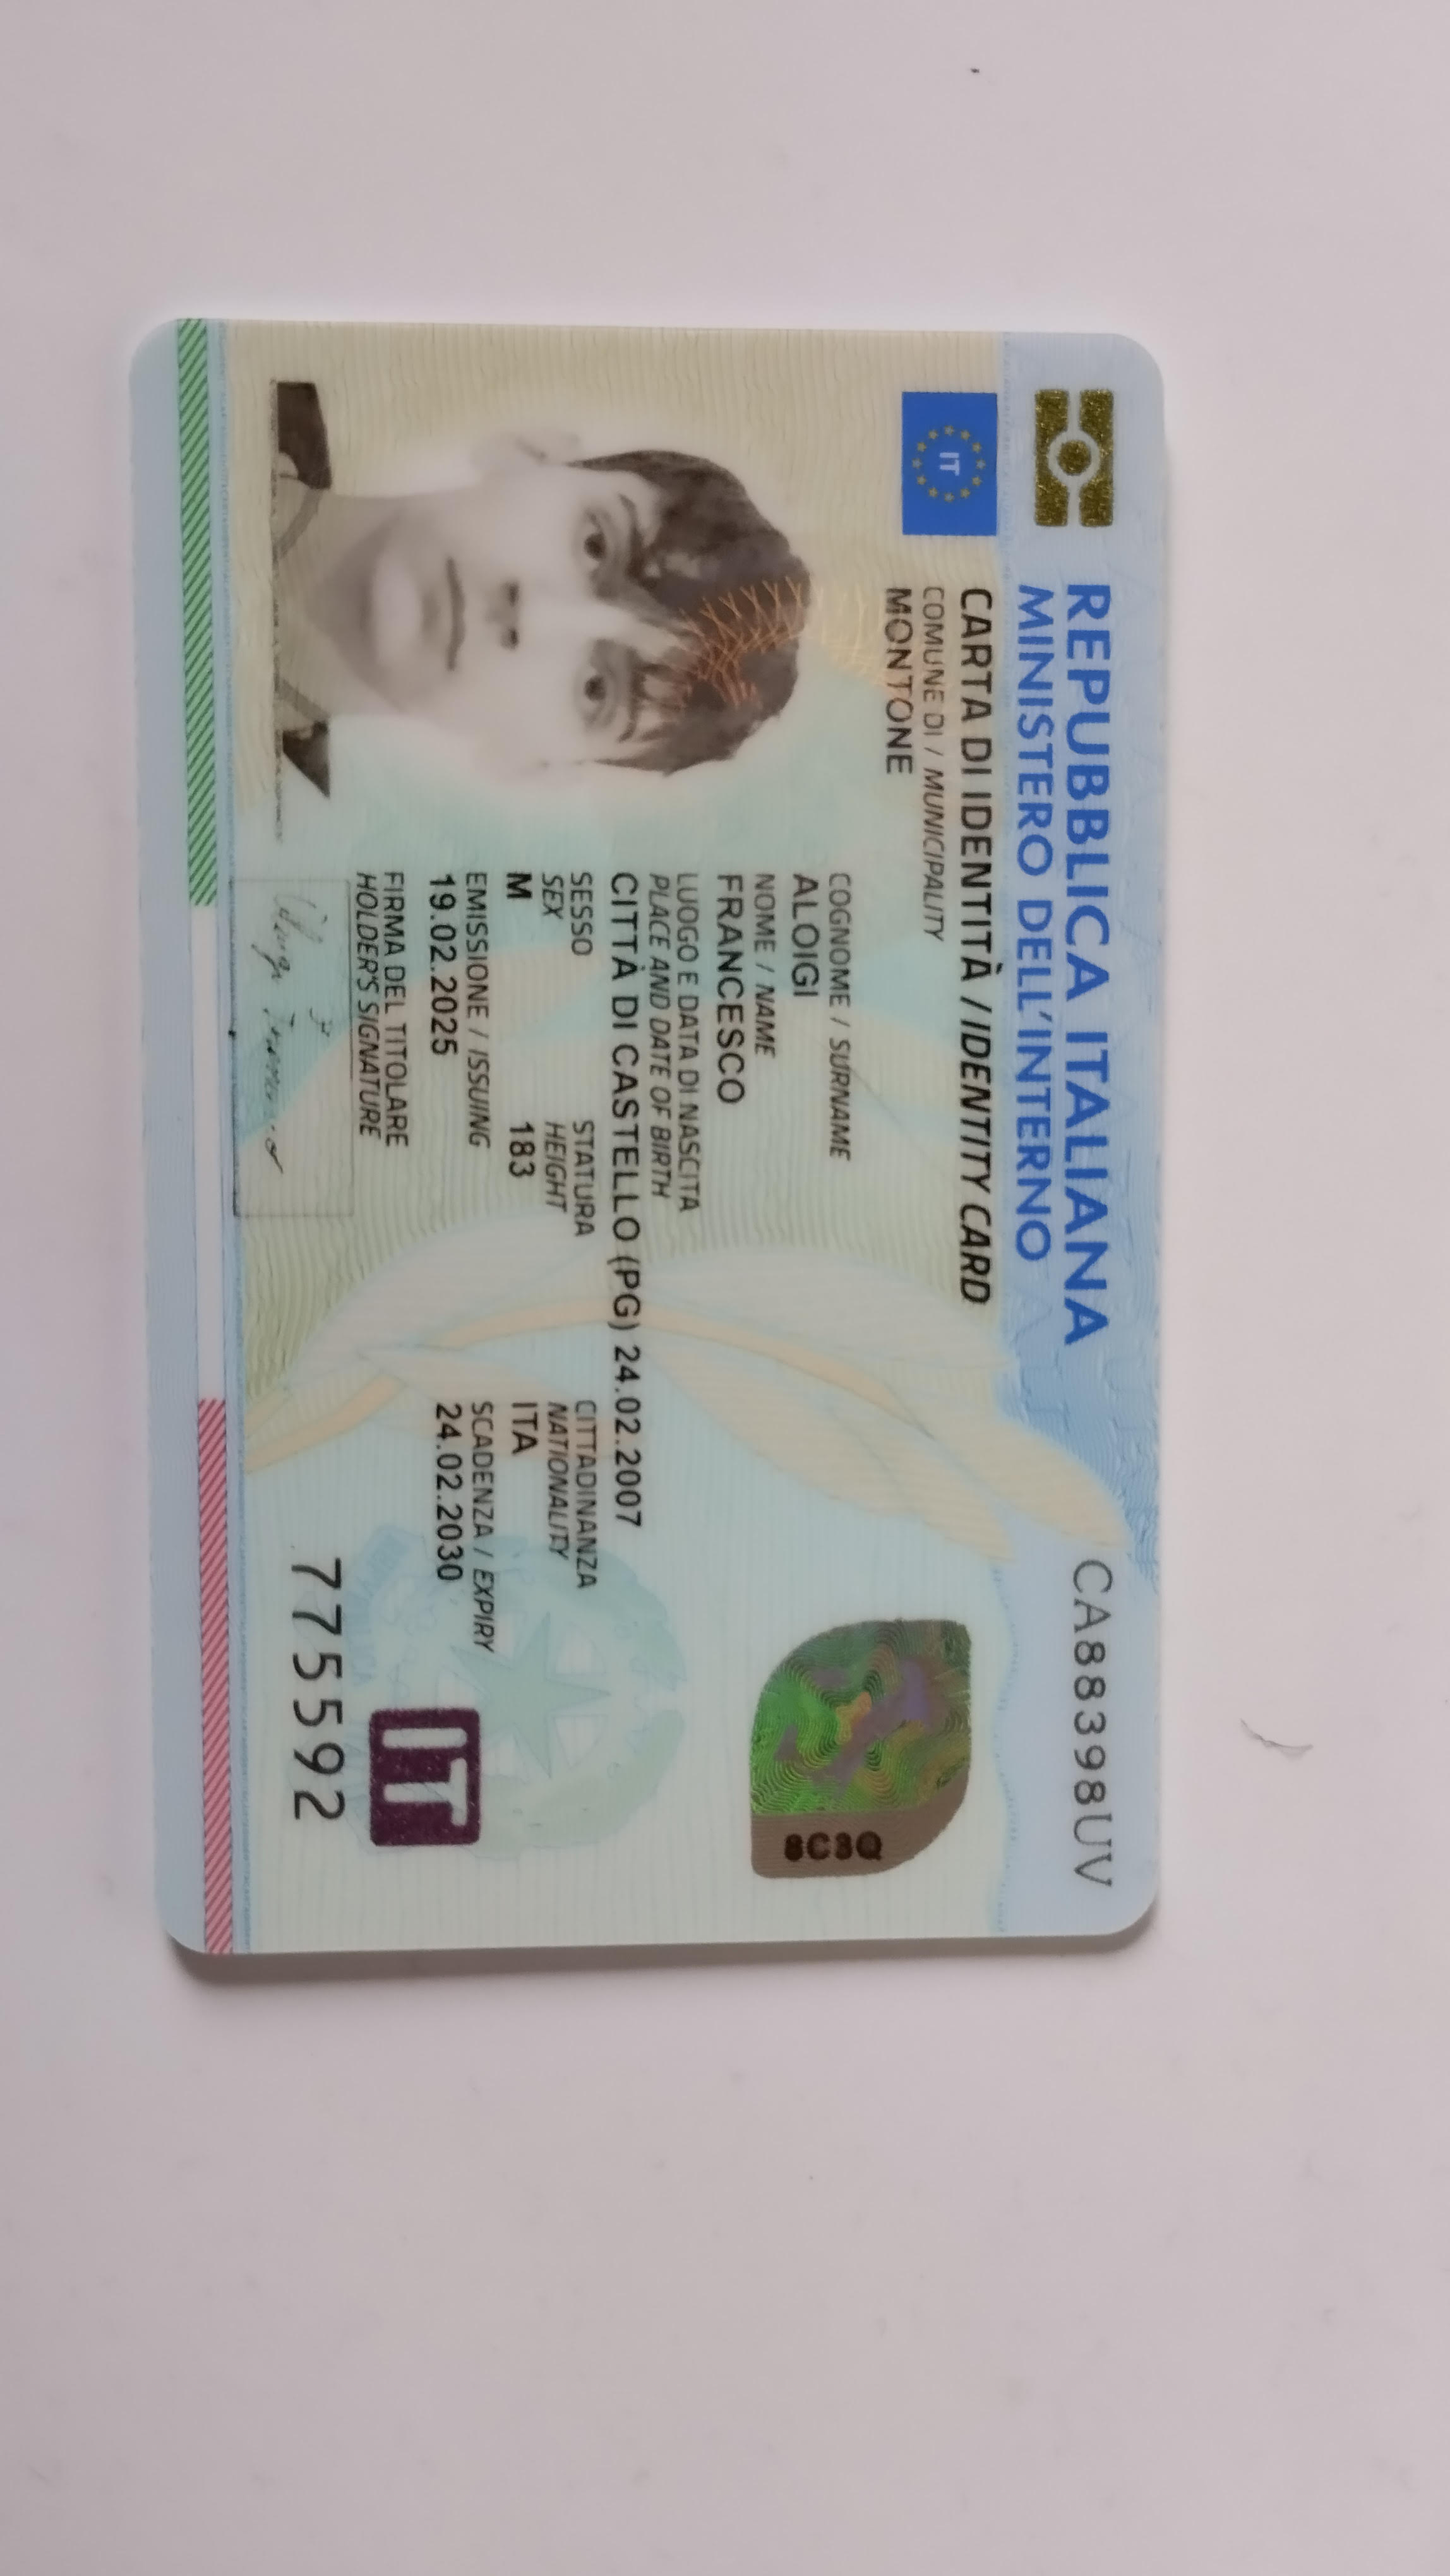 REPUBBLICA ITALIANA
MINISTERO DELL'INTERNO
CA88398UV
IT
CARTA DI IDENTITÀ / IDENTITY CARD
COMUNE DI / MUNICIPALITY
MONTONE
COGNOME / SURNAME
ALOIGI
NOME / NAME
FRANCESCO
LUOGO E DATA DI NASCITA
PLACE AND DATE OF BIRTH
CITTÀ DI CASTELLO (PG) 24.02.2007
SESSO STATURA CITTADINANZA
SEX HEIGHT NATIONALITY
M 183 ITA
EMISSIONE / ISSUING SCADENZA / EXPIRY
19.02.2025 24.02.2030
FIRMA DEL TITOLARE
HOLDER'S SIGNATURE
IT
775592